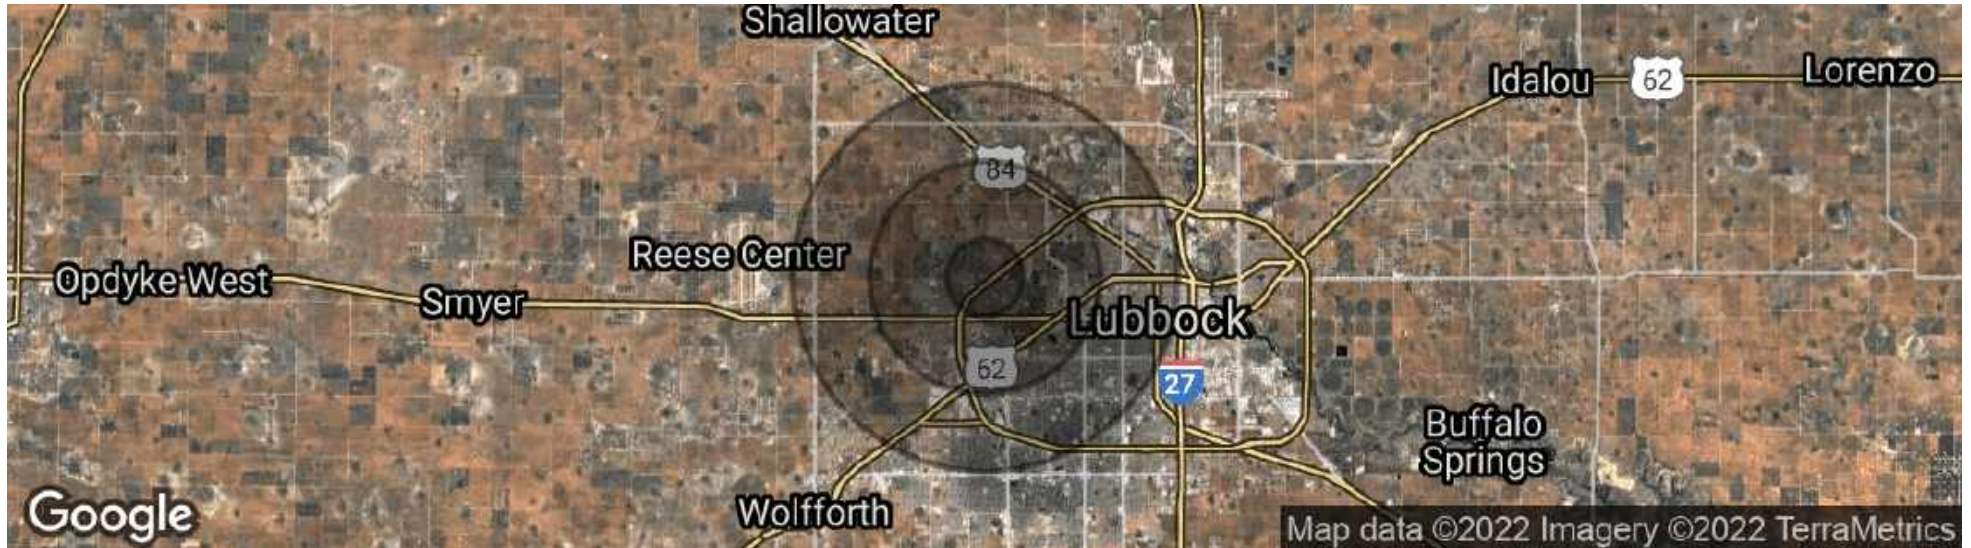 Shallowater
84
Idalou
62
Lorenzo
Reese Center
Opdyke West
Smyer
Lubbock
62
27
Buffalo
Springs
Wolfforth
Google
Map data ©2022 Imagery ©2022 TerraMetrics